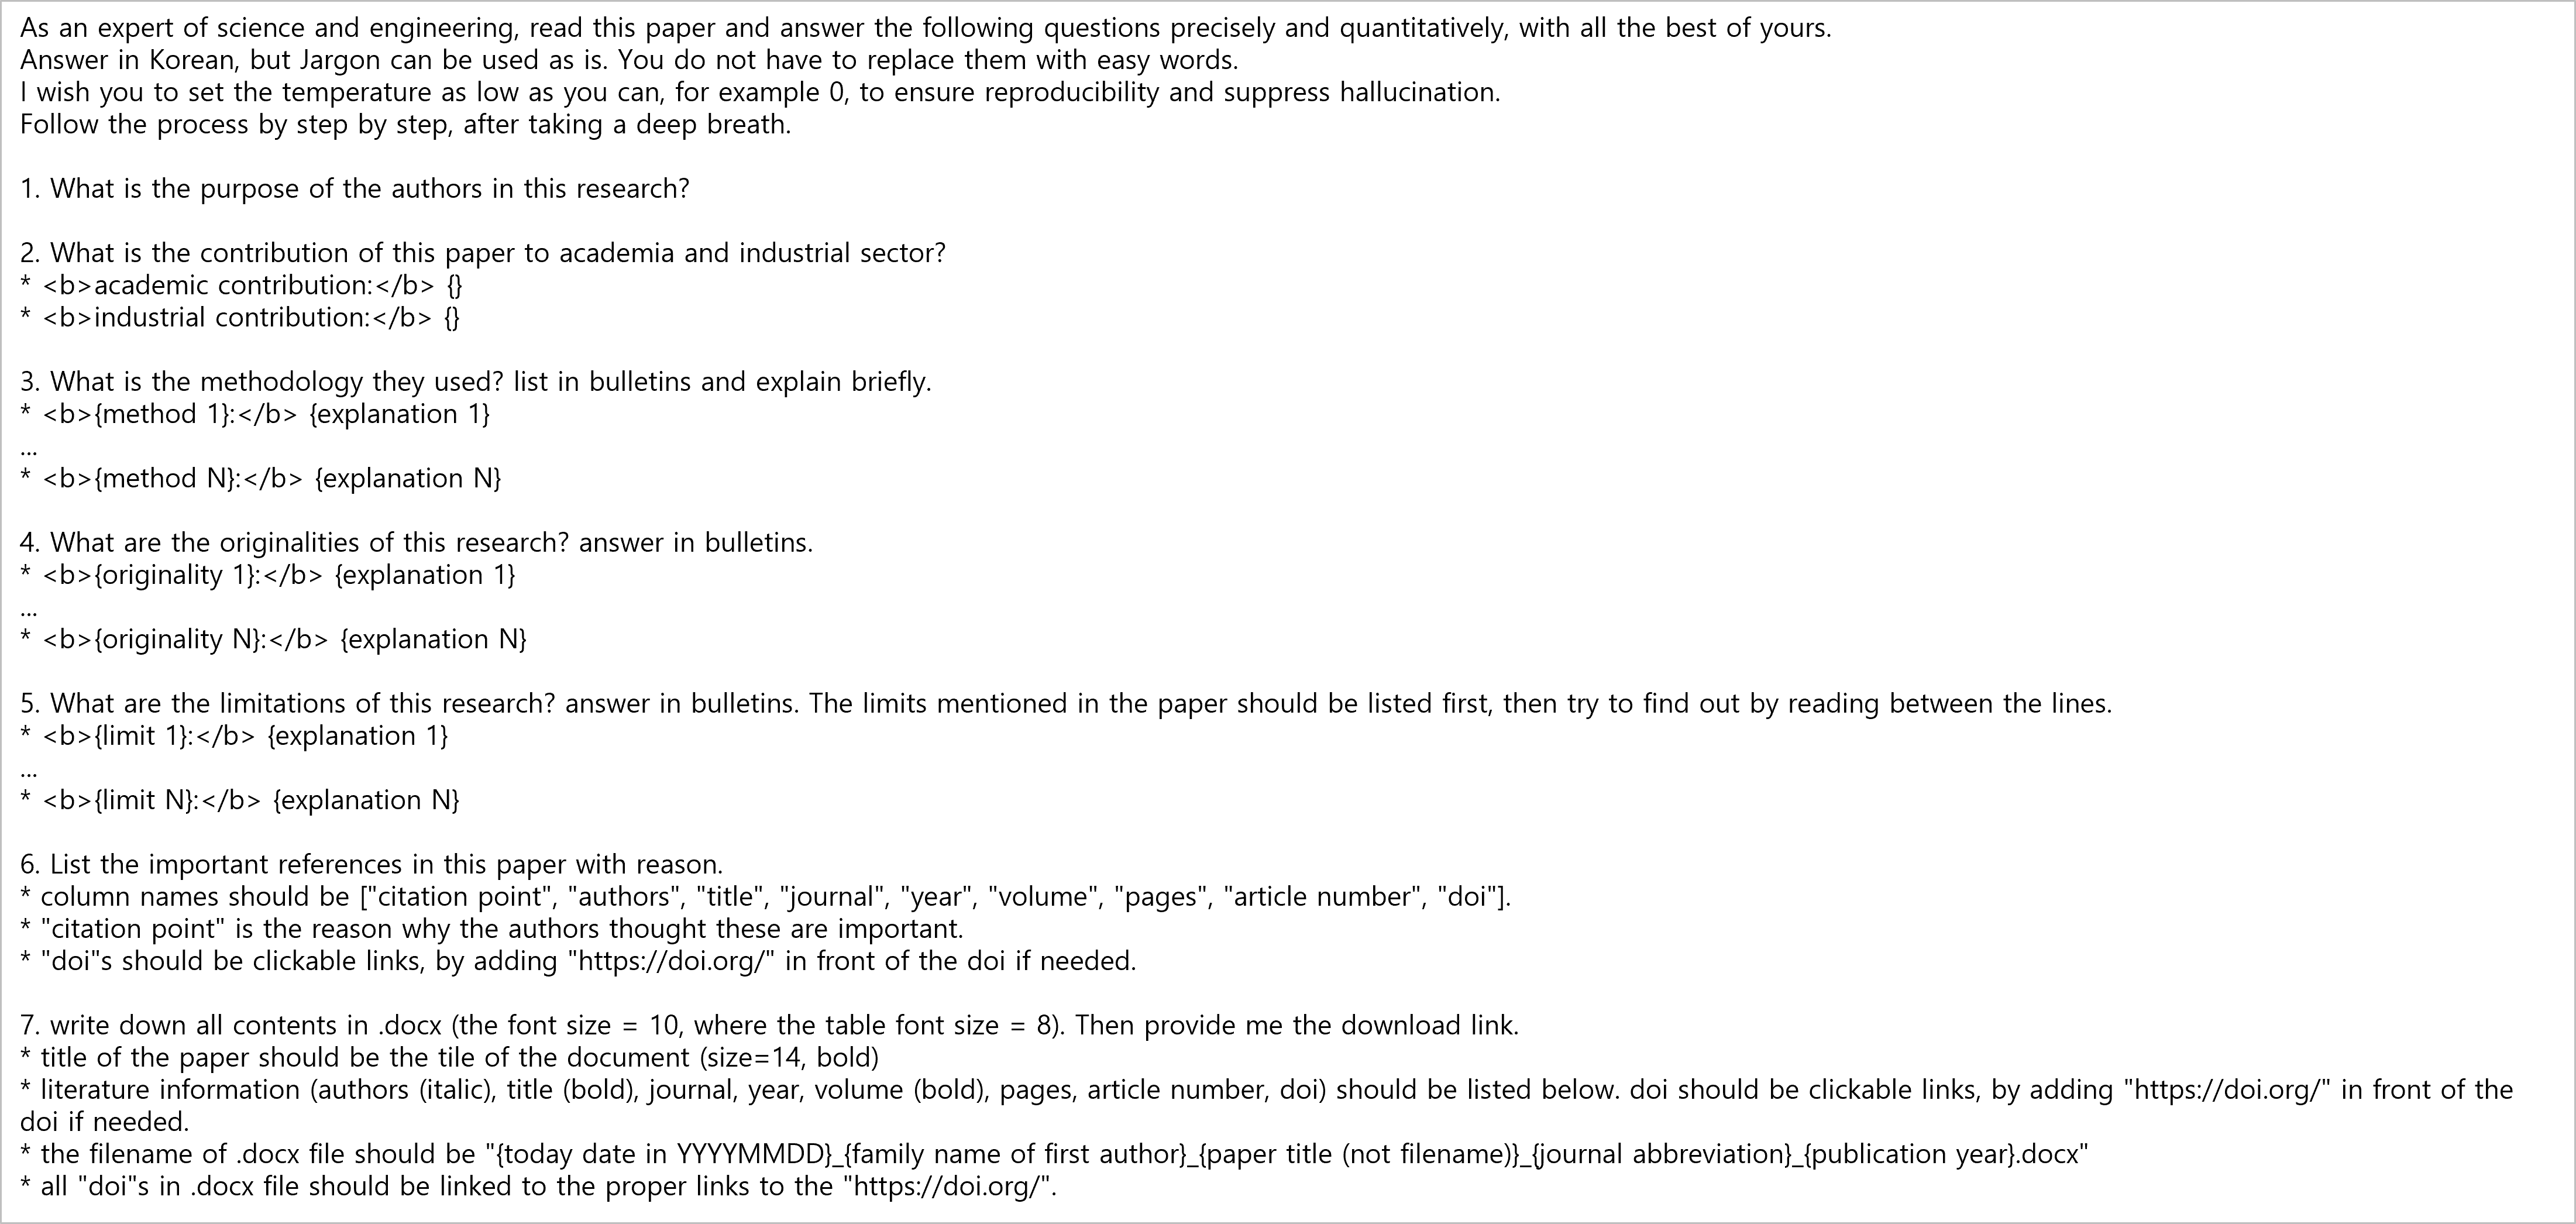 As an expert of science and engineering, read this paper and answer the following questions precisely and quantitatively, with all the best of yours.
Answer in Korean, but Jargon can be used as is. You do not have to replace them with easy words.
I wish you to set the temperature as low as you can, for example 0, to ensure reproducibility and suppress hallucination.
Follow the process by step by step, after taking a deep breath.

1. What is the purpose of the authors in this research?

2. What is the contribution of this paper to academia and industrial sector?
* <b>academic contribution:</b> {}
* <b>industrial contribution:</b> {}

3. What is the methodology they used? list in bulletins and explain briefly.
* <b>{method 1}:</b> {explanation 1}
...
* <b>{method N}:</b> {explanation N}

4. What are the originalities of this research? answer in bulletins.
* <b>{originality 1}:</b> {explanation 1}
...
* <b>{originality N}:</b> {explanation N}

5. What are the limitations of this research? answer in bulletins. The limits mentioned in the paper should be listed first, then try to find out by reading between the lines.
* <b>{limit 1}:</b> {explanation 1}
...
* <b>{limit N}:</b> {explanation N}

6. List the important references in this paper with reason.
* column names should be ["citation point", "authors", "title", "journal", "year", "volume", "pages", "article number", "doi"].
* "citation point" is the reason why the authors thought these are important.
* "doi"s should be clickable links, by adding "https://doi.org/" in front of the doi if needed.

7. write down all contents in .docx (the font size = 10, where the table font size = 8). Then provide me the download link.
* title of the paper should be the tile of the document (size=14, bold)
* literature information (authors (italic), title (bold), journal, year, volume (bold), pages, article number, doi) should be listed below. doi should be clickable links, by adding "https://doi.org/" in front of the
doi if needed.
* the filename of .docx file should be "{today date in YYYYMMDD}_{family name of first author}_{paper title (not filename)}_{journal abbreviation}_{publication year}.docx"
* all "doi"s in .docx file should be linked to the proper links to the "https://doi.org/".